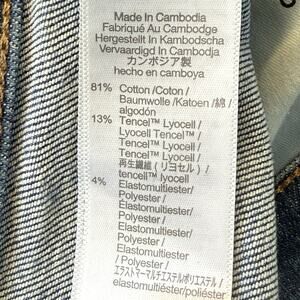 Made In Cambodia
Fabriqué Au Cambodge
Hergestellt In Kambodscha
Vervaardigd In Cambodja
カンボジア製
hecho en camboya
81% Cotton /Coton /
Baumwolle /Katoen /綿 /
algodón
13% Tencel™ Lyocell /
Lyocell Tencel™ /
Tencel™ Lyocell /
Tencel™ Lyocell /
再生繊維 ( リヨセル ) /
tencel™ lyocell
4% Elastomultiester /
Polyester /
Élastomultiester /
Polyester /
Elastomultiester /
Polyester /
Elastomultiester
/ Polyester /
エラストマーマルチエステル/ポリエステル /
elastomultiéster/poliéster